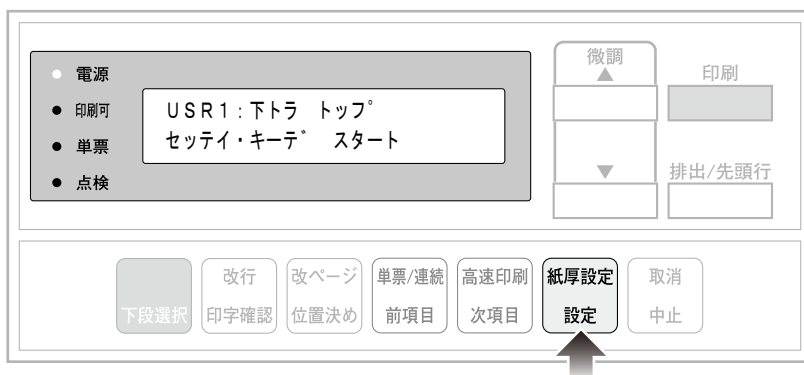 電源
印刷可
単票
点検
USR1:下トラ トップ
セッテイ・キーデ スタート
微調
▲
▼
印刷
排出/先頭行
下段選択
改行
印字確認
改ページ
位置決め
単票/連続
前項目
高速印刷
次項目
紙厚設定
設定
取消
中止